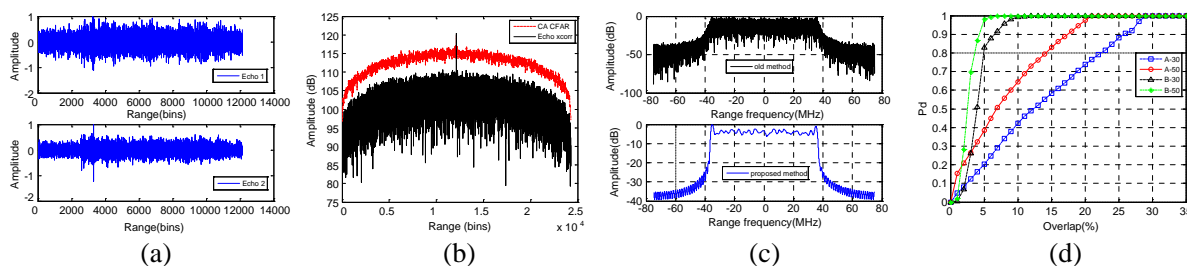 1
0
-1
2
Amplitude
Echo 1
0 2000 4000 6000 8000 10000 12000 14000
Range(bins)
1
0
-1
2
Amplitude
Echo 2
0 2000 4000 6000 8000 10000 12000 14000
Range(bins)
(a)
125
120
115
110
105
100
95
90
85
80
75
Amplitude (dB)
CA CFAR
Echo xcorr
0 0.5 1 1.5 2 2.5
Range (bins)
x 10 4
(b)
0
-50
-100
Amplitude(dB)
old method
-80 -60 -40 -20 0 20 40 60 80
Range frequency(MHz)
0
-10
-20
-30
-40
Amplitude(dB)
proposed method
-80 -60 -40 -20 0 20 40 60 80
Range frequency(MHz)
(c)
1
0.9
0.8
0.7
0.6
0.5
0.4
0.3
0.2
0.1
0
Pd
A-30
A-50
B-30
B-50
0 5 10 15 20 25 30 35
Overlap(%)
(d)